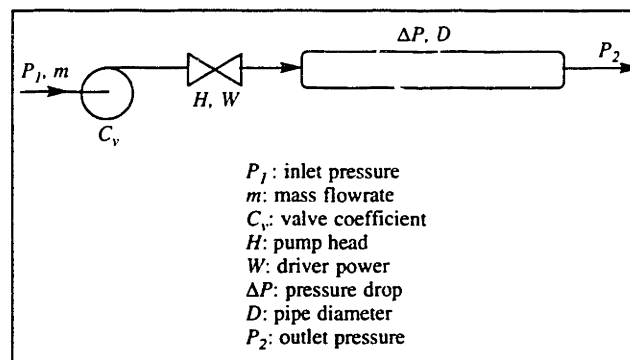 ΔP, D
P₁, m
P₂
H, W
Cᵥ
P₁: inlet pressure
m: mass flowrate
Cᵥ: valve coefficient
H: pump head
W: driver power
ΔP: pressure drop
D: pipe diameter
P₂: outlet pressure